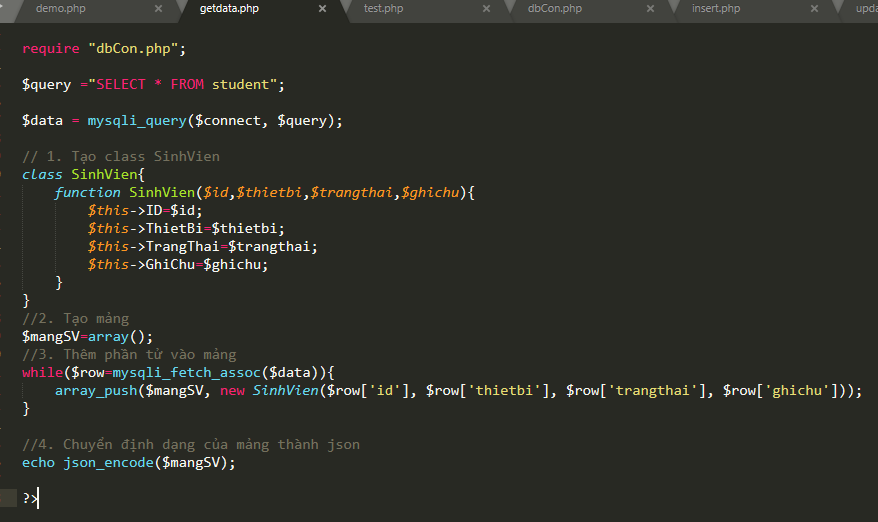 demo.php × getdata.php × test.php × dbCon.php × insert.php × upda
require "dbCon.php";
$query ="SELECT * FROM student";
$data = mysqli_query($connect, $query);
// 1. Tạo class SinhVien
class SinhVien{
function SinhVien($id,$thietbi,$trangthai,$ghichu){
$this->ID=$id;
$this->ThietBi=$thietbi;
$this->TrangThai=$trangthai;
$this->GhiChu=$ghichu;
}
}
//2. Tạo mảng
$mangSV=array();
//3. Thêm phần tử vào mảng
while($row=mysqli_fetch_assoc($data)){
array_push($mangSV, new SinhVien($row['id'], $row['thietbi'], $row['trangthai'], $row['ghichu']));
}
//4. Chuyển định dạng của mảng thành json
echo json_encode($mangSV);
?>